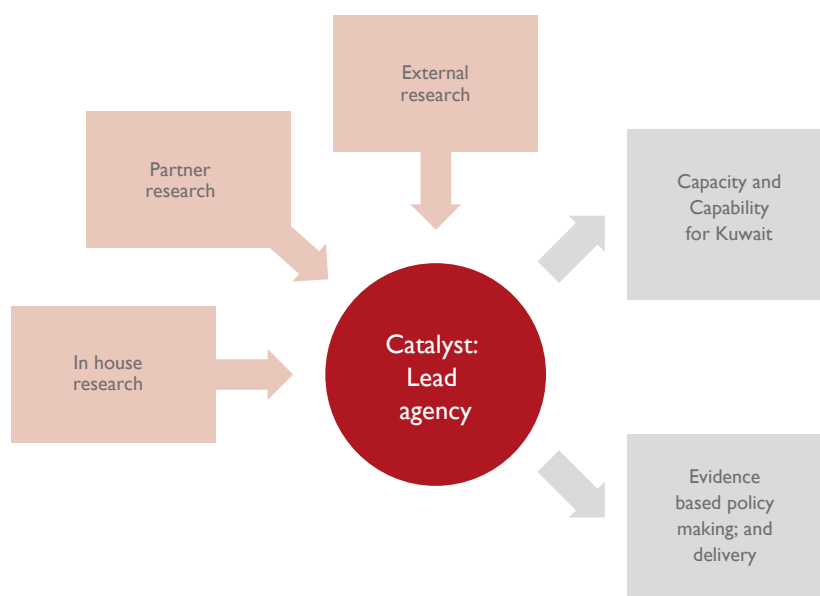 External
research
Partner
research
Capacity and
Capability
for Kuwait
In house
research
Catalyst:
Lead
agency
Evidence
based policy
making; and
delivery